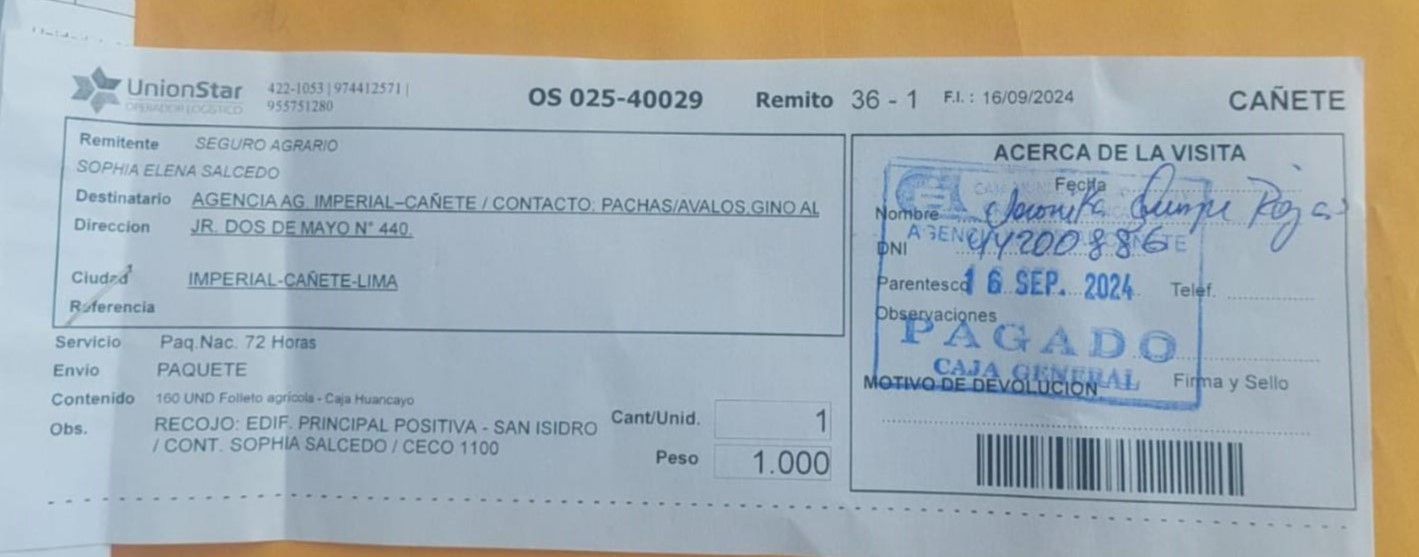 UnionStar
OPERADOR LOGISTICO
422-1053 | 974412571 |
955751280
OS 025-40029
Remito 36 - 1
F.I. : 16/09/2024
CAÑETE
Remitente SEGURO AGRARIO
SOPHIA ELENA SALCEDO
Destinatario AGENCIA AG. IMPERIAL–CAÑETE / CONTACTO: PACHAS/AVALOS,GINO AL
Direccion JR. DOS DE MAYO N° 440.
Ciudad IMPERIAL-CAÑETE-LIMA
Referencia
Servicio Paq.Nac. 72 Horas
Envio PAQUETE
Contenido 160 UND Folleto agrícola - Caja Huancayo
Obs. RECOJO: EDIF. PRINCIPAL POSITIVA - SAN ISIDRO
/ CONT. SOPHIA SALCEDO / CECO 1100
Cant/Unid. 1
Peso 1.000
ACERCA DE LA VISITA
Fecha
Nombre Quispe Rojas
AGENCIA
DNI 44200886
Parentesco 16 SEP. 2024 Telef.
Observaciones
PAGADO
CAJA GENERAL
MOTIVO DE DEVOLUCION Firma y Sello